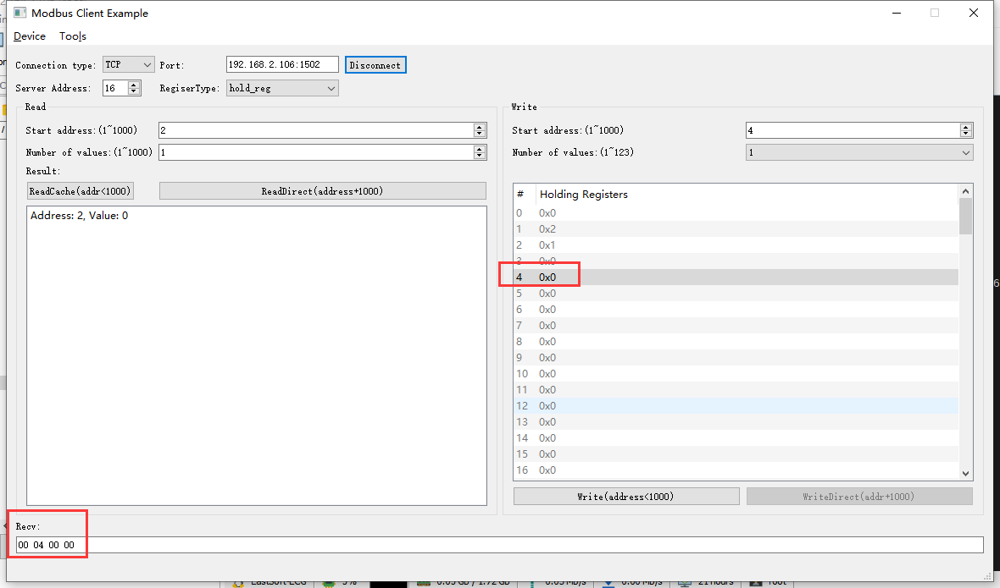 Modbus Client Example
Device Tools
Connection type: TCP Port: 192.168.2.106:1502 Disconnect
Server Address: 16 RegiserType: hold_reg
Read
Start address:(1~1000) 2
Number of values:(1~1000) 1
Result:
ReadCache(addr<1000) ReadDirect(address+1000)
Address: 2, Value: 0
Write
Start address:(1~1000) 4
Number of values:(1~123) 1
# Holding Registers
0 0x0
1 0x2
2 0x1
3 0x0
4 0x0
5 0x0
6 0x0
7 0x0
8 0x0
9 0x0
10 0x0
11 0x0
12 0x0
13 0x0
14 0x0
15 0x0
16 0x0
Write(address<1000) WriteDirect(addr+1000)
Recv:
00 04 00 00